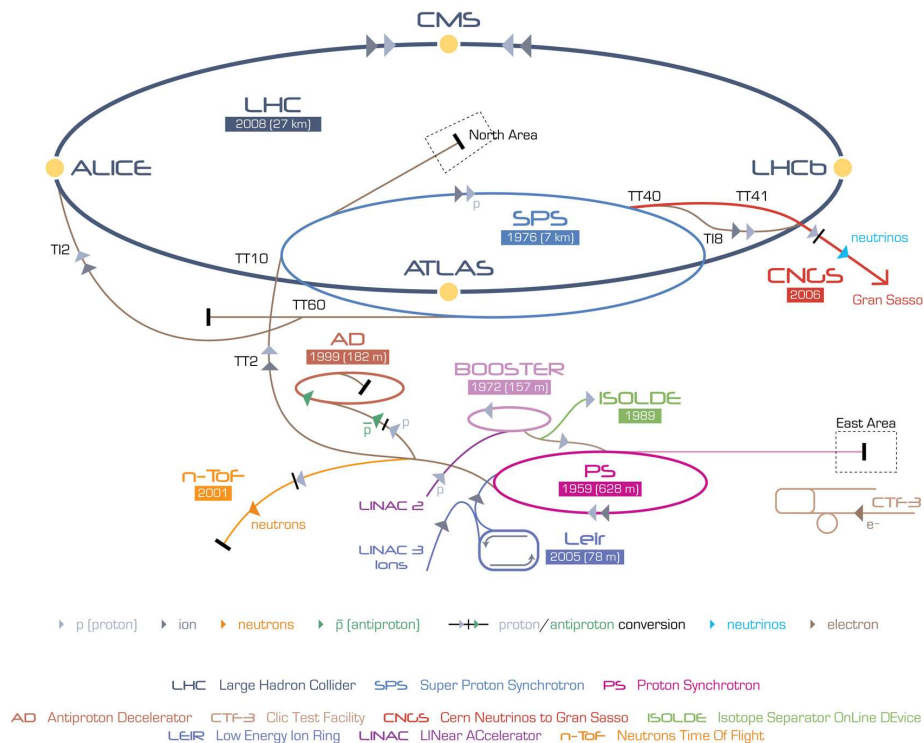 CMS
LHC
2008 (27 km)
North Area
ALICE
LHCb
TT40
TT41
SPS
p
1976 (7 km)
TI8
neutrinos
TI2
TT10
ATLAS
CNGS
2006
Gran Sasso
TT60
AD
1999 (182 m)
TT2
BOOSTER
1972 (157 m)
ISOLDE
1989
p̅
p
East Area
n-ToF
2001
PS
1959 (628 m)
p
LINAC 2
neutrons
CTF-3
e-
LINAC 3
Ions
Leir
2005 (78 m)
p (proton)
ion
neutrons
p̅ (antiproton)
proton/antiproton conversion
neutrinos
electron
LHC Large Hadron Collider SPS Super Proton Synchrotron PS Proton Synchrotron
AD Antiproton Decelerator CTF-3 Clic Test Facility CNGS Cern Neutrinos to Gran Sasso ISOLDE Isotope Separator OnLine DEvice
LEIR Low Energy Ion Ring LINAC LINear ACcelerator n-ToF Neutrons Time Of Flight